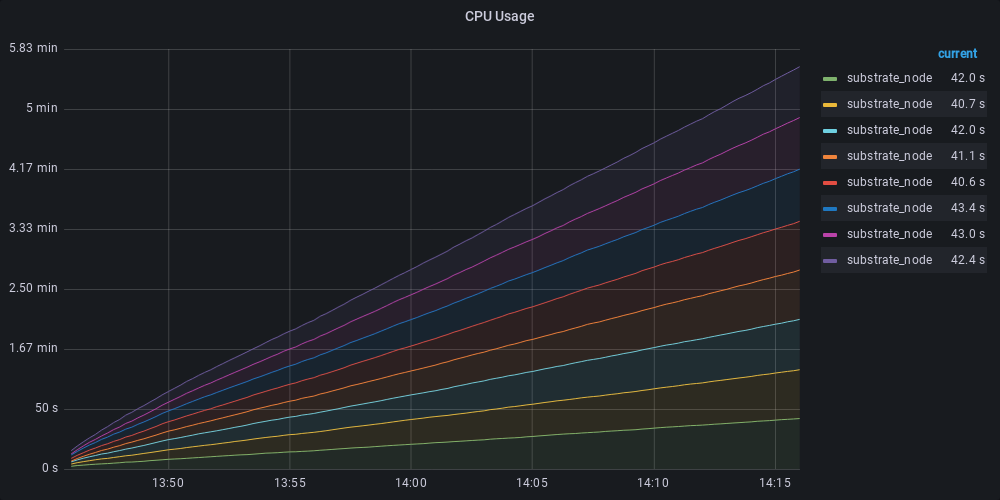 CPU Usage
5.83 min
5 min
4.17 min
3.33 min
2.50 min
1.67 min
50 s
0 s
13:50 13:55 14:00 14:05 14:10 14:15
current
substrate_node 42.0 s
substrate_node 40.7 s
substrate_node 42.0 s
substrate_node 41.1 s
substrate_node 40.6 s
substrate_node 43.4 s
substrate_node 43.0 s
substrate_node 42.4 s